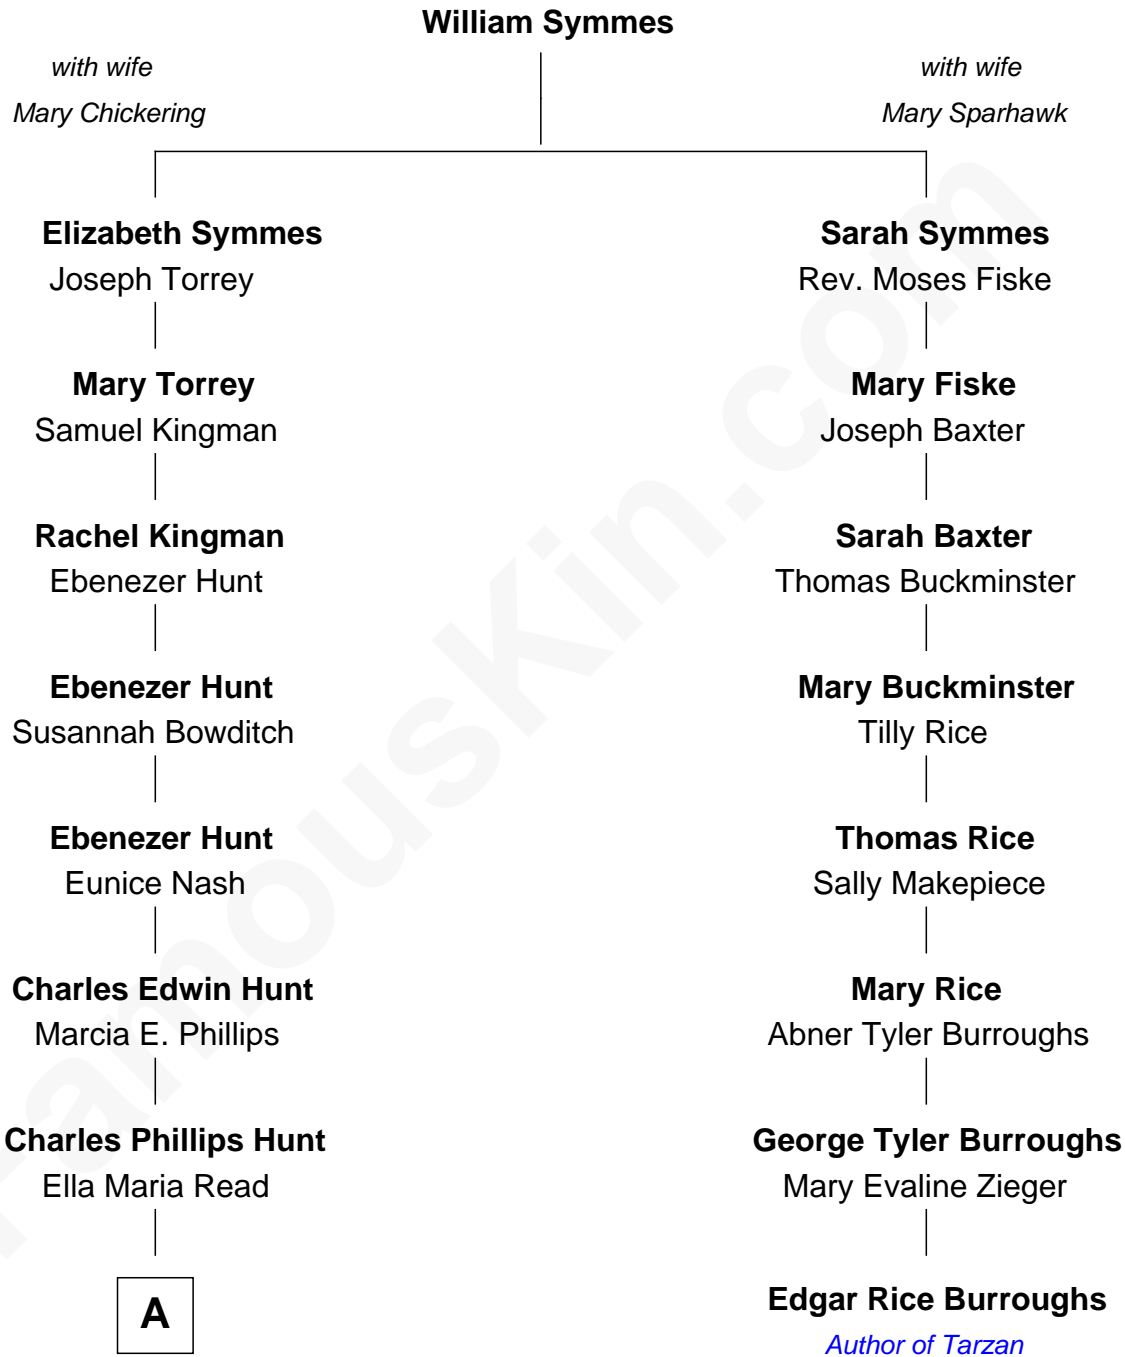 William Symmes
with wife
Mary Chickering
with wife
Mary Sparhawk
Elizabeth Symmes
Joseph Torrey
Sarah Symmes
Rev. Moses Fiske
Mary Torrey
Samuel Kingman
Mary Fiske
Joseph Baxter
Rachel Kingman
Ebenezer Hunt
Sarah Baxter
Thomas Buckminster
Ebenezer Hunt
Susannah Bowditch
Mary Buckminster
Tilly Rice
Ebenezer Hunt
Eunice Nash
Thomas Rice
Sally Makepiece
Charles Edwin Hunt
Marcia E. Phillips
Mary Rice
Abner Tyler Burroughs
Charles Phillips Hunt
Ella Maria Read
George Tyler Burroughs
Mary Evaline Zieger
A
Edgar Rice Burroughs
Author of Tarzan
FamousKin.com